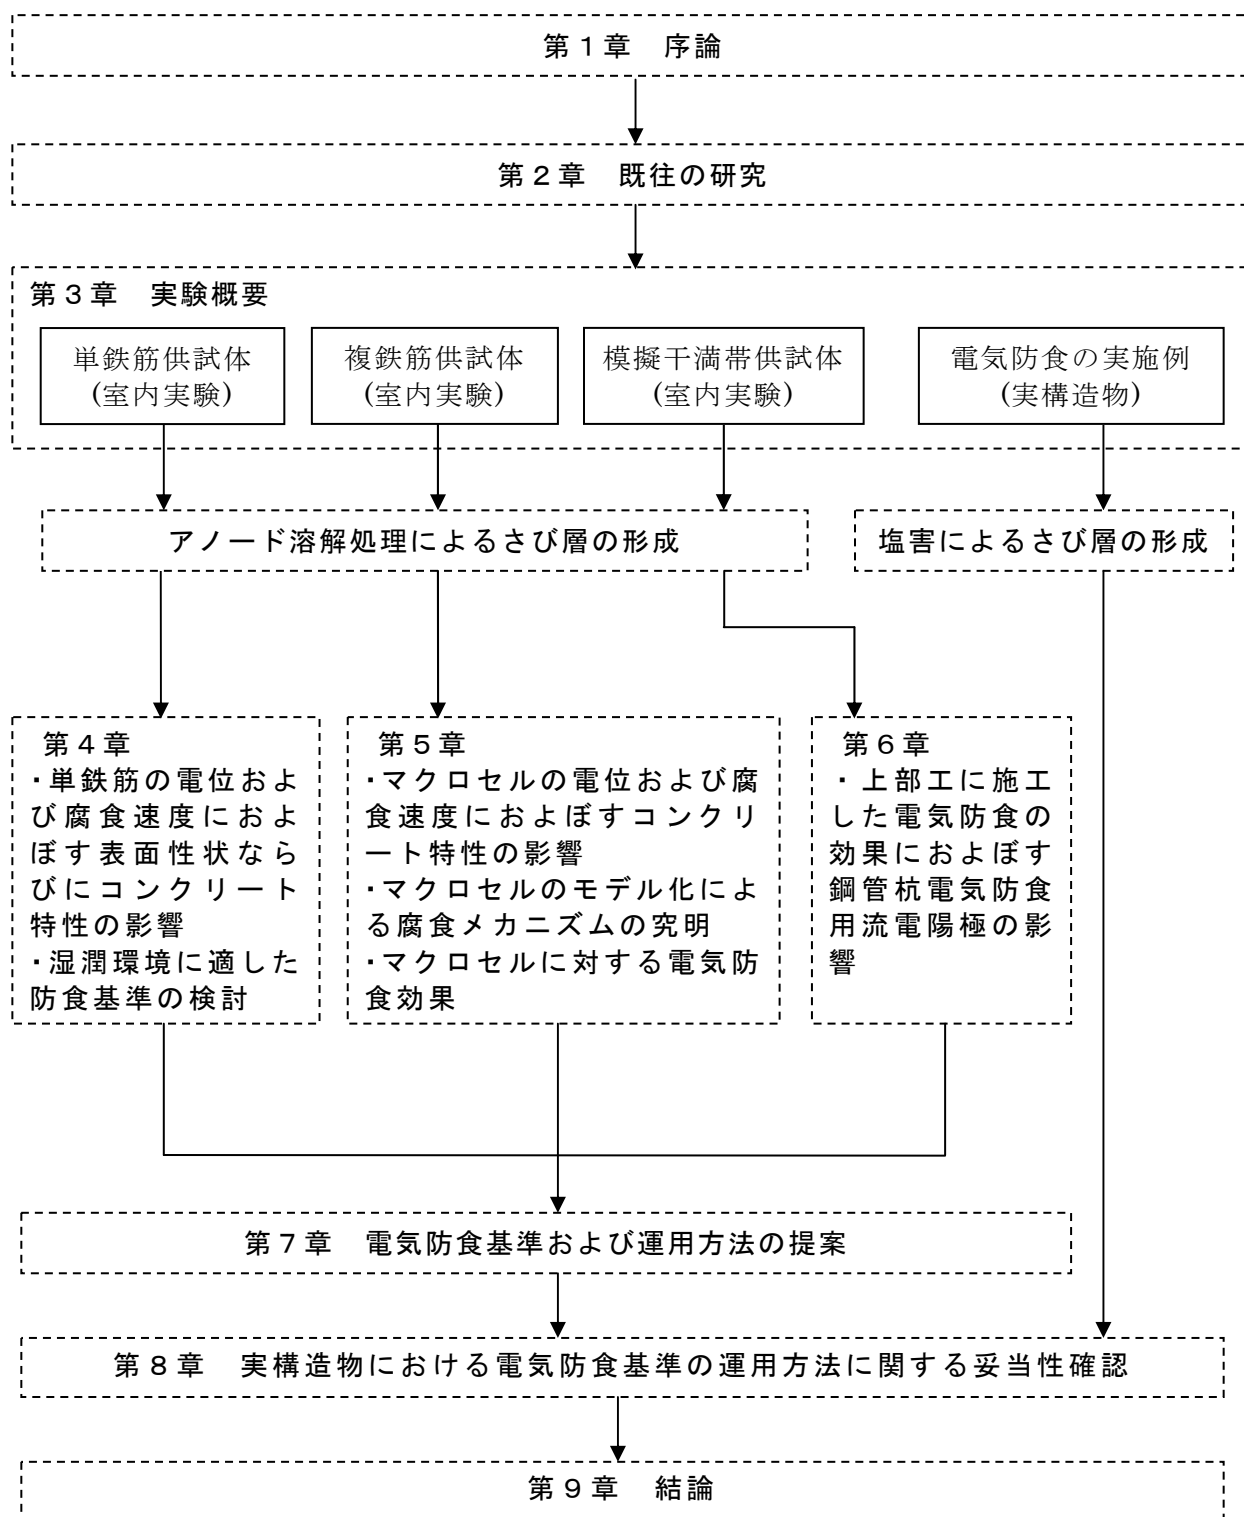 第１章　序論
第２章　既往の研究
第３章　実験概要
単鉄筋供試体
(室内実験)
複鉄筋供試体
(室内実験)
模擬干満帯供試体
(室内実験)
電気防食の実施例
(実構造物)
アノード溶解処理によるさび層の形成
塩害によるさび層の形成
第４章
・単鉄筋の電位およ
び腐食速度におよ
ぼす表面性状なら
びにコンクリート
特性の影響
・湿潤環境に適した
防食基準の検討
第５章
・マクロセルの電位および腐
食速度におよぼすコンクリ
ート特性の影響
・マクロセルのモデル化によ
る腐食メカニズムの究明
・マクロセルに対する電気防
食効果
第６章
・上部工に施工
した電気防食の
効果におよぼす
鋼管杭電気防食
用流電陽極の影
響
第７章　電気防食基準および運用方法の提案
第８章　実構造物における電気防食基準の運用方法に関する妥当性確認
第９章　結論